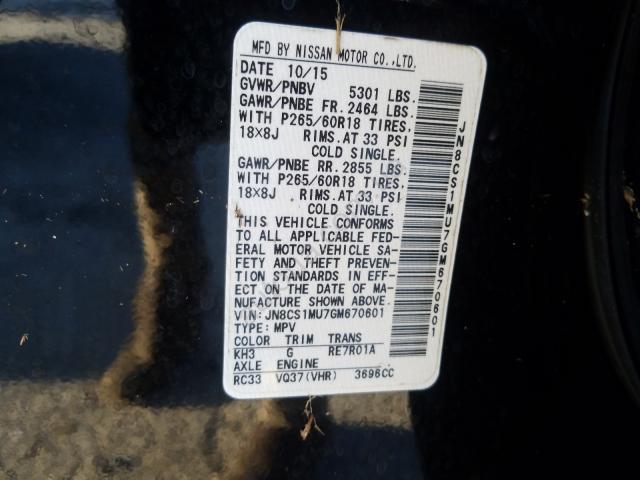 MFD BY NISSAN MOTOR CO.,LTD.
DATE 10/15
GVWR/PNBV 5301 LBS.
GAWR/PNBE FR. 2464 LBS.
WITH P265/60R18 TIRES,
18X8J RIMS.AT 33 PSI
COLD SINGLE.
GAWR/PNBE RR. 2855 LBS.
WITH P265/60R18 TIRES,
18X8J RIMS.AT 33 PSI
COLD SINGLE.
THIS VEHICLE CONFORMS
TO ALL APPLICABLE FED-
ERAL MOTOR VEHICLE SA-
FETY AND THEFT PREVEN-
TION STANDARDS IN EFF-
ECT ON THE DATE OF MA-
NUFACTURE SHOWN ABOVE.
VIN:JN8CS1MU7GM670601
TYPE:MPV
COLOR TRIM TRANS
KH3 G RE7R01A
AXLE ENGINE
RC33 VQ37(VHR) 3696CC
JN8CS1MU7GM670601